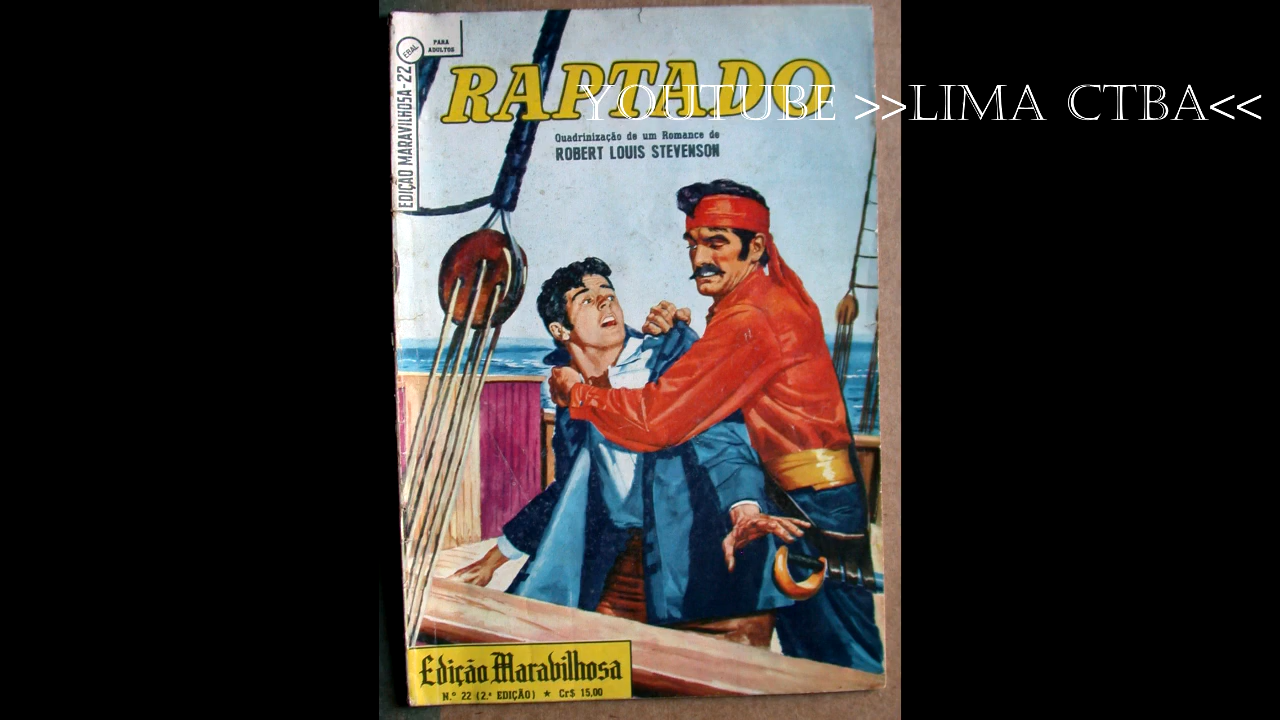 EBAL
PARA
ADULTOS
EDIÇÃO MARAVILHOSA-22
RAPTADO
YOUTUBE >>LIMA CTBA<<
Quadrinização de um Romance de
ROBERT LOUIS STEVENSON
Edição Maravilhosa
N.º 22 (2.ª EDIÇÃO) ★ Cr$ 15,00